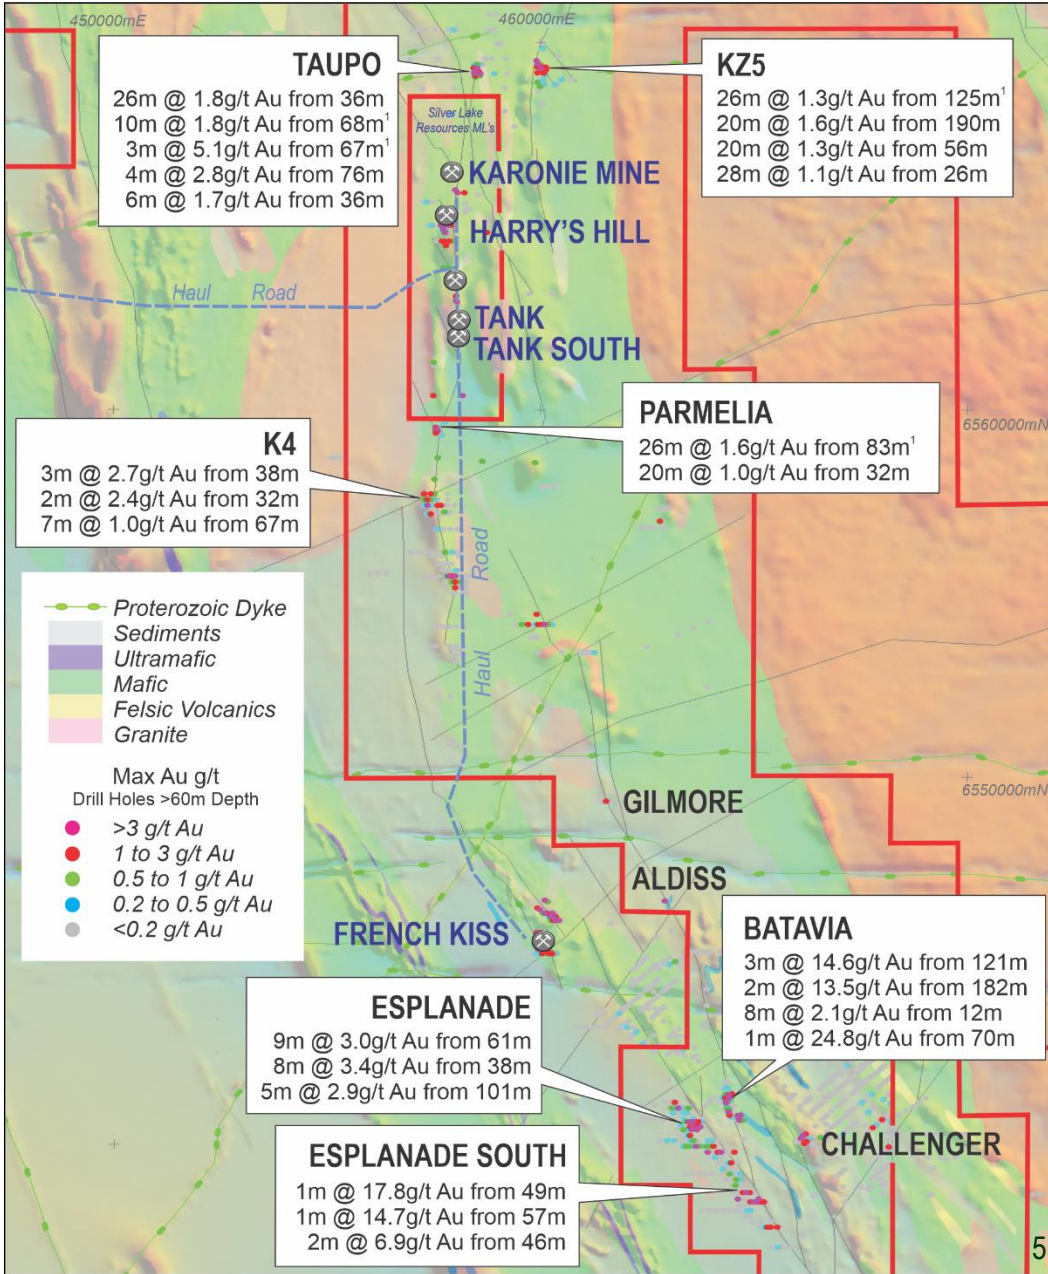 450000mE
460000mE
TAUPO
26m @ 1.8g/t Au from 36m
10m @ 1.8g/t Au from 68m¹
3m @ 5.1g/t Au from 67m¹
4m @ 2.8g/t Au from 76m
6m @ 1.7g/t Au from 36m
KZ5
26m @ 1.3g/t Au from 125m¹
20m @ 1.6g/t Au from 190m
20m @ 1.3g/t Au from 56m
28m @ 1.1g/t Au from 26m
Silver Lake
Resources ML's
KARONIE MINE
HARRY'S HILL
Haul Road
TANK
TANK SOUTH
PARMELIA
26m @ 1.6g/t Au from 83m¹
20m @ 1.0g/t Au from 32m
6560000mN
K4
3m @ 2.7g/t Au from 38m
2m @ 2.4g/t Au from 32m
7m @ 1.0g/t Au from 67m
Haul Road
Proterozoic Dyke
Sediments
Ultramafic
Mafic
Felsic Volcanics
Granite
Max Au g/t
Drill Holes >60m Depth
>3 g/t Au
1 to 3 g/t Au
0.5 to 1 g/t Au
0.2 to 0.5 g/t Au
<0.2 g/t Au
6550000mN
GILMORE
ALDISS
FRENCH KISS
BATAVIA
3m @ 14.6g/t Au from 121m
2m @ 13.5g/t Au from 182m
8m @ 2.1g/t Au from 12m
1m @ 24.8g/t Au from 70m
ESPLANADE
9m @ 3.0g/t Au from 61m
8m @ 3.4g/t Au from 38m
5m @ 2.9g/t Au from 101m
CHALLENGER
ESPLANADE SOUTH
1m @ 17.8g/t Au from 49m
1m @ 14.7g/t Au from 57m
2m @ 6.9g/t Au from 46m
5